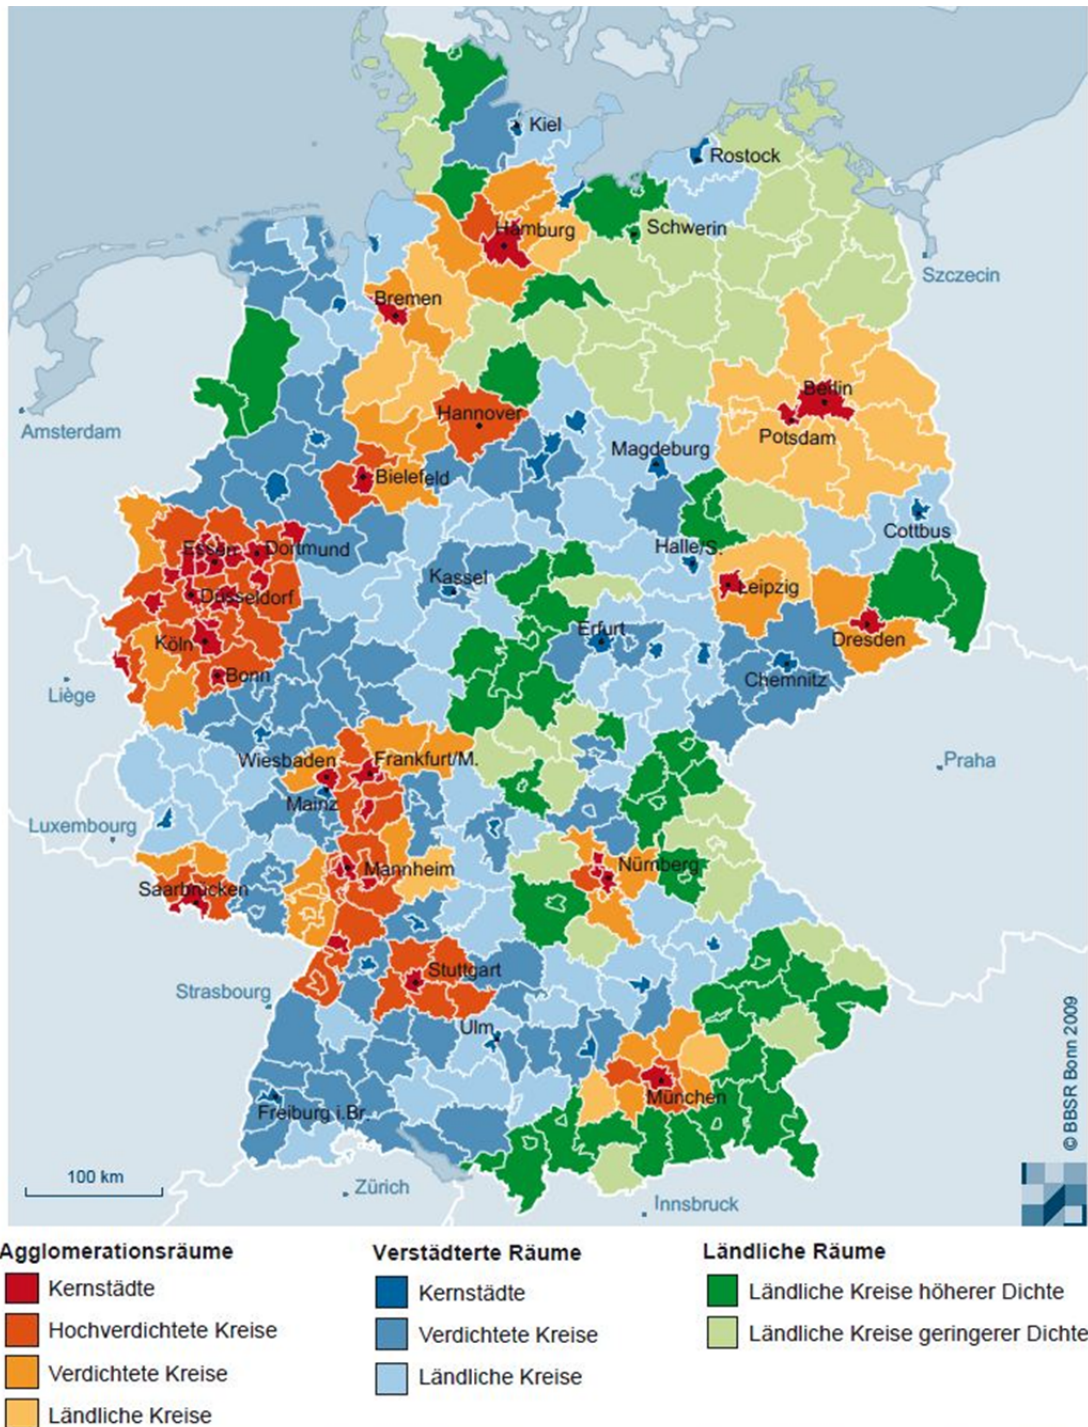 Kiel
Rostock
Hamburg
Schwerin
Szczecin
Bremen
Berlin
Hannover
Amsterdam
Potsdam
Magdeburg
Bielefeld
Cottbus
Essen
Dortmund
Halle/S.
Kassel
Leipzig
Düsseldorf
Erfurt
Köln
Dresden
Bonn
Chemnitz
Liège
Wiesbaden
Frankfurt/M.
Praha
Mainz
Luxembourg
Mannheim
Nürnberg
Saarbrücken
Stuttgart
Strasbourg
Ulm
München
Freiburg i.Br.
100 km
Zürich
Innsbruck
© BBSR Bonn 2009
Agglomerationsräume
Kernstädte
Hochverdichtete Kreise
Verdichtete Kreise
Ländliche Kreise
Verstädterte Räume
Kernstädte
Verdichtete Kreise
Ländliche Kreise
Ländliche Räume
Ländliche Kreise höherer Dichte
Ländliche Kreise geringerer Dichte